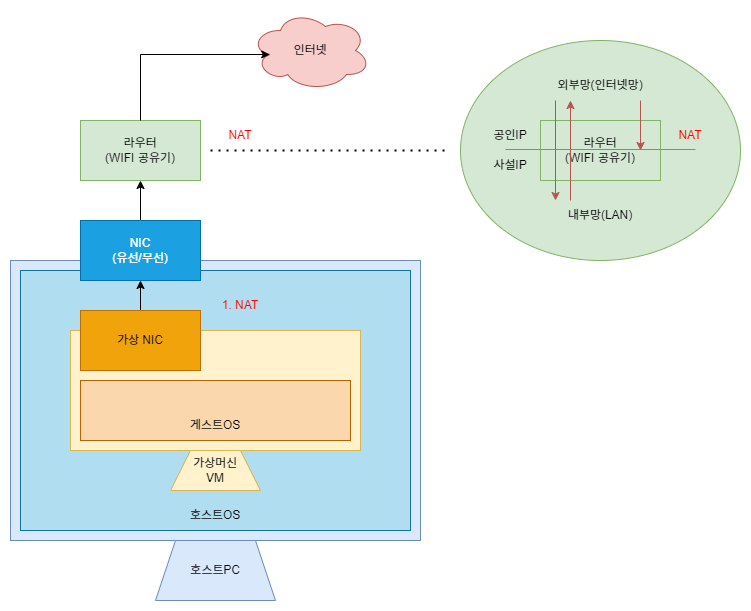 인터넷
외부망(인터넷망)
라우터
(WIFI 공유기)
NAT
공인IP
사설IP
라우터
(WIFI 공유기)
NAT
내부망(LAN)
NIC
(유선/무선)
1. NAT
가상 NIC
게스트OS
가상머신
VM
호스트OS
호스트PC